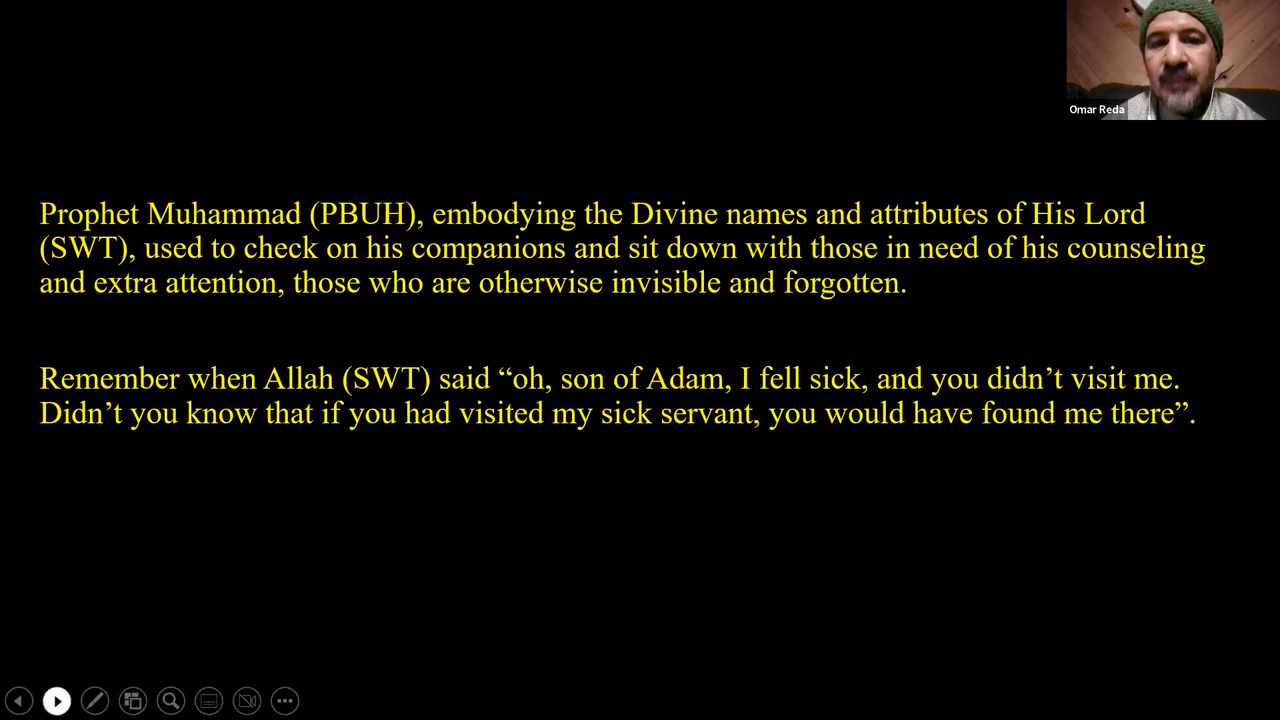 Omar Reda
Prophet Muhammad (PBUH), embodying the Divine names and attributes of His Lord
(SWT), used to check on his companions and sit down with those in need of his counseling
and extra attention, those who are otherwise invisible and forgotten.
Remember when Allah (SWT) said “oh, son of Adam, I fell sick, and you didn’t visit me.
Didn’t you know that if you had visited my sick servant, you would have found me there”.